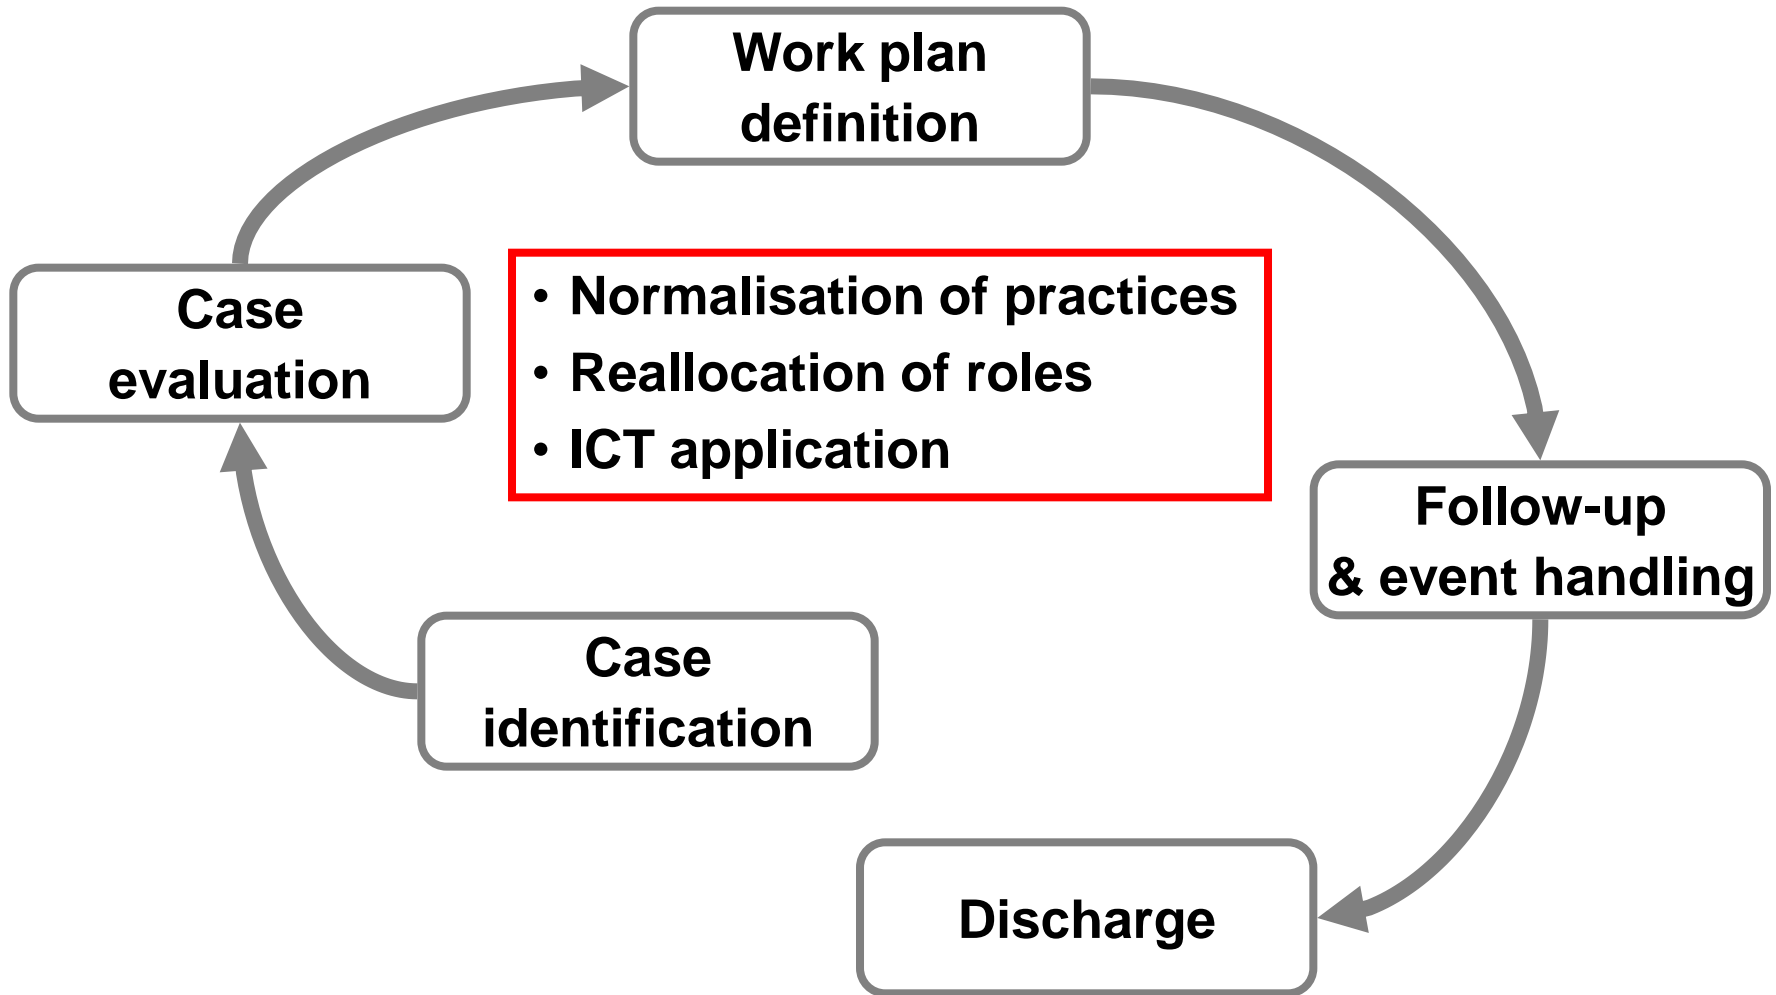 Work plan
definition
Case
evaluation
• Normalisation of practices
• Reallocation of roles
• ICT application
Follow-up
& event handling
Case
identification
Discharge